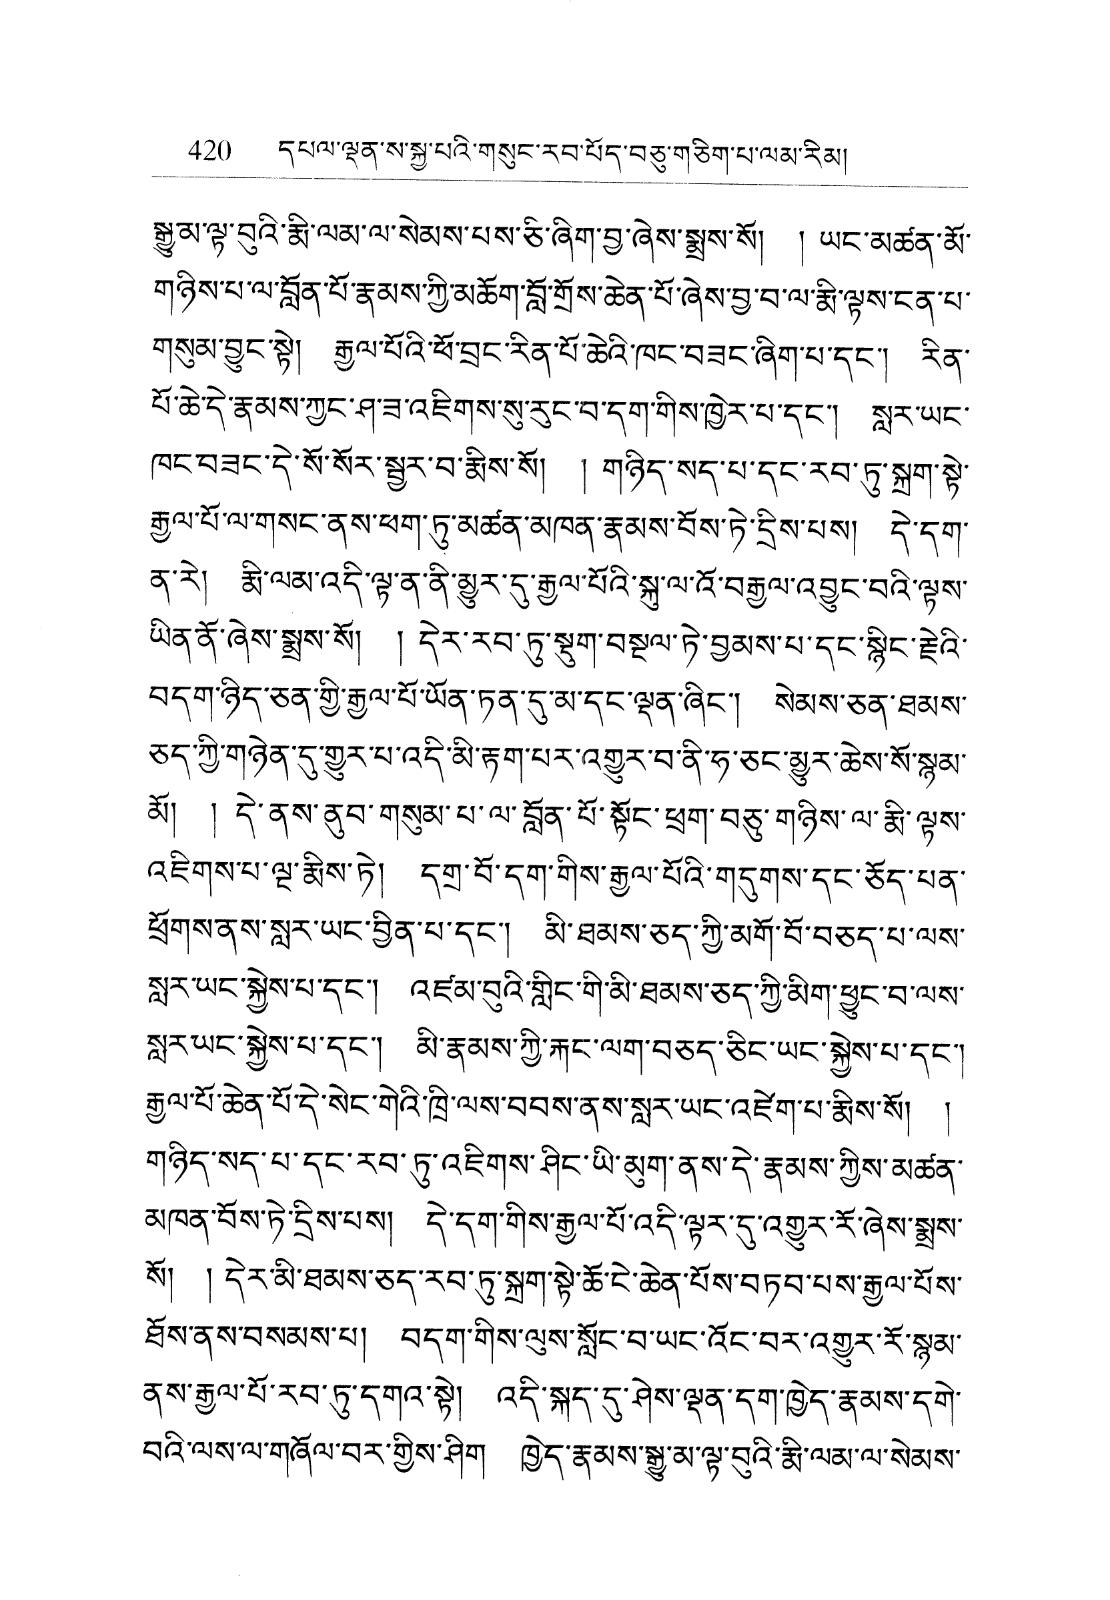 420 དཔལ་ལྡན་ས་སྐྱ་པའི་གསུང་རབ་པོད་བཅུ་གཅིག་པ་ལམ་རིམ།
སྒྱུ་མ་ལྟ་བུའི་རྨི་ལམ་ལ་སེམས་པས་ཅི་ཞིག་བྱ་ཞེས་སྨྲས་སོ། །ཡང་མཚན་མོ་
གཉིས་པ་ལ་བློན་པོ་རྣམས་ཀྱི་མཆོག་བློ་གྲོས་ཆེན་པོ་ཞེས་བྱ་བ་ལ་རྨི་ལྟས་ངན་པ་
གསུམ་བྱུང་སྟེ། རྒྱལ་པོའི་ཕོ་བྲང་རིན་པོ་ཆེའི་ཁང་བཟང་ཞིག་པ་དང་། རིན་
པོ་ཆེ་དེ་རྣམས་ཀྱང་ཤ་ཟ་འཇིགས་སུ་རུང་བ་དག་གིས་ཁྱེར་པ་དང་། སླར་ཡང་
ཁང་བཟང་དེ་སོ་སོར་སྦྱར་བ་རྨིས་སོ། །གཉིད་སད་པ་དང་རབ་ཏུ་སྐྲག་སྟེ་
རྒྱལ་པོ་ལ་གསང་ནས་ཕག་ཏུ་མཚན་མཁན་རྣམས་བོས་ཏེ་དྲིས་པས། དེ་དག་
ན་རེ། རྨི་ལམ་འདི་ལྟ་ན་ནི་མྱུར་དུ་རྒྱལ་པོའི་སྐུ་ལ་འོ་བརྒྱལ་འབྱུང་བའི་ལྟས་
ཡིན་ནོ་ཞེས་སྨྲས་སོ། །དེར་རབ་ཏུ་སྡུག་བསྔལ་ཏེ་བྱམས་པ་དང་སྙིང་རྗེའི་
བདག་ཉིད་ཅན་གྱི་རྒྱལ་པོ་ཡོན་ཏན་དུ་མ་དང་ལྡན་ཞིང་། སེམས་ཅན་ཐམས་
ཅད་ཀྱི་གཉེན་དུ་གྱུར་པ་འདི་མི་རྟག་པར་འགྱུར་བ་ནི་ཧ་ཅང་མྱུར་ཆེས་སོ་སྙམ་
མོ། །དེ་ནས་ནུབ་གསུམ་པ་ལ་བློན་པོ་སྟོང་ཕྲག་བཅུ་གཉིས་ལ་རྨི་ལྟས་
འཇིགས་པ་ལྔ་རྨིས་ཏེ། དགྲ་བོ་དག་གིས་རྒྱལ་པོའི་གདུགས་དང་ཅོད་པན་
ཕྲོགས་ནས་སླར་ཡང་བྱིན་པ་དང་། མི་ཐམས་ཅད་ཀྱི་མགོ་བོ་བཅད་པ་ལས་
སླར་ཡང་སྐྱེས་པ་དང་། འཛམ་བུའི་གླིང་གི་མི་ཐམས་ཅད་ཀྱི་མིག་ཕྱུང་བ་ལས་
སླར་ཡང་སྐྱེས་པ་དང་། མི་རྣམས་ཀྱི་རྐང་ལག་བཅད་ཅིང་ཡང་སྐྱེས་པ་དང་།
རྒྱལ་པོ་ཆེན་པོ་དེ་སེང་གེའི་ཁྲི་ལས་བབས་ནས་སླར་ཡང་འཛེག་པ་རྨིས་སོ། །
གཉིད་སད་པ་དང་རབ་ཏུ་འཇིགས་ཤིང་ཡི་མུག་ནས་དེ་རྣམས་ཀྱིས་མཚན་
མཁན་བོས་ཏེ་དྲིས་པས། དེ་དག་གིས་རྒྱལ་པོ་འདི་ལྟར་དུ་འགྱུར་རོ་ཞེས་སྨྲས་
སོ། །དེར་མི་ཐམས་ཅད་རབ་ཏུ་སྐྲག་སྟེ་ཆོ་ངེ་ཆེན་པོས་བཏབ་པས་རྒྱལ་པོས་
ཐོས་ནས་བསམས་པ། བདག་གིས་ལུས་སློང་བ་ཡང་འོང་བར་འགྱུར་རོ་སྙམ་
ནས་རྒྱལ་པོ་རབ་ཏུ་དགའ་སྟེ། འདི་སྐད་དུ་ཤེས་ལྡན་དག་ཁྱེད་རྣམས་དགེ་
བའི་ལས་ལ་གཞོལ་བར་གྱིས་ཤིག ཁྱེད་རྣམས་སྒྱུ་མ་ལྟ་བུའི་རྨི་ལམ་ལ་སེམས་